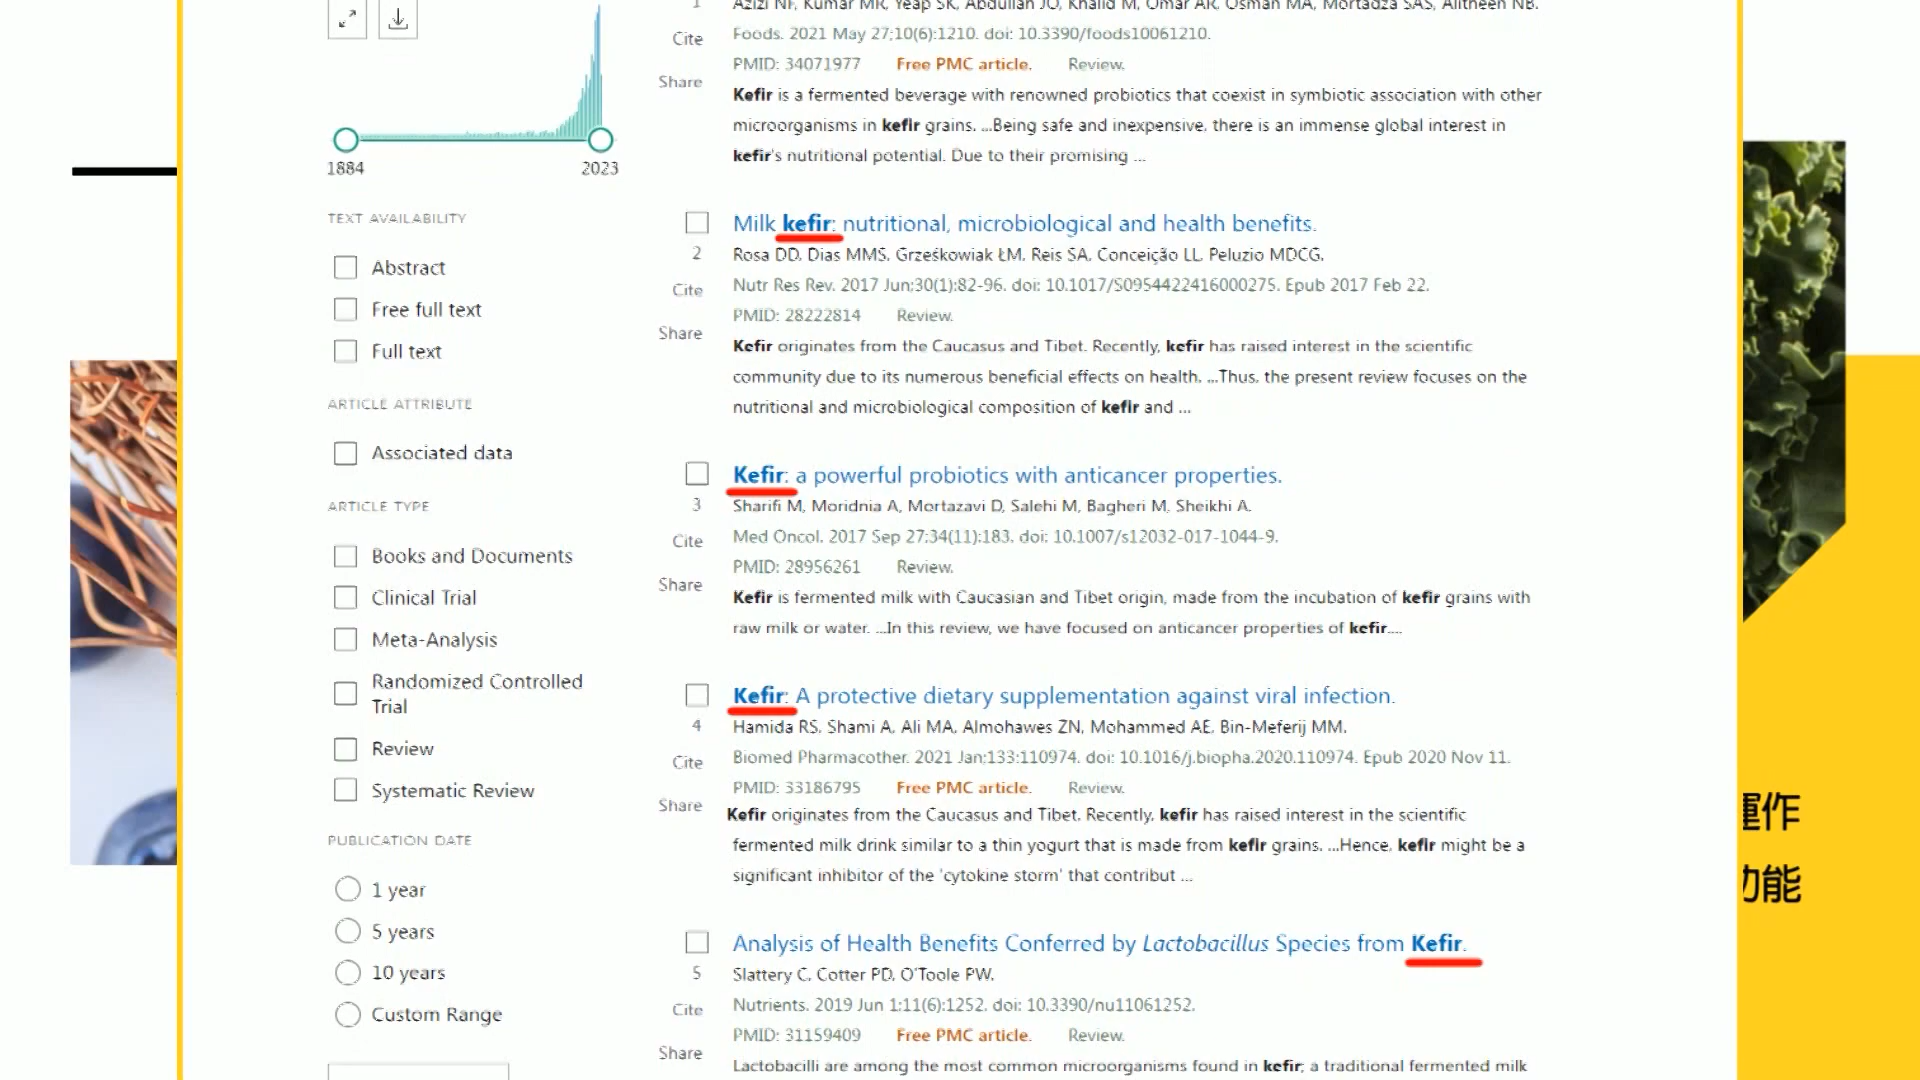 1884
2023
TEXT AVAILABILITY
Abstract
Free full text
Full text
ARTICLE ATTRIBUTE
Associated data
ARTICLE TYPE
Books and Documents
Clinical Trial
Meta-Analysis
Randomized Controlled
Trial
Review
Systematic Review
PUBLICATION DATE
1 year
5 years
10 years
Custom Range
1
Cite
Share
Azizi NF, Kumar MR, Yeap SK, Abdullah JO, Khalid M, Omar AR, Osman MA, Mortadza SAS, Alitheen NB.
Foods. 2021 May 27;10(6):1210. doi: 10.3390/foods10061210.
PMID: 34071977 Free PMC article. Review.
Kefir is a fermented beverage with renowned probiotics that coexist in symbiotic association with other
microorganisms in kefir grains. ...Being safe and inexpensive, there is an immense global interest in
kefir's nutritional potential. Due to their promising ...
2
Cite
Share
Milk kefir: nutritional, microbiological and health benefits.
Rosa DD, Dias MMS, Grześkowiak ŁM, Reis SA, Conceição LL, Peluzio MDCG.
Nutr Res Rev. 2017 Jun;30(1):82-96. doi: 10.1017/S0954422416000275. Epub 2017 Feb 22.
PMID: 28222814 Review.
Kefir originates from the Caucasus and Tibet. Recently, kefir has raised interest in the scientific
community due to its numerous beneficial effects on health. ...Thus, the present review focuses on the
nutritional and microbiological composition of kefir and ...
3
Cite
Share
Kefir: a powerful probiotics with anticancer properties.
Sharifi M, Moridnia A, Mortazavi D, Salehi M, Bagheri M, Sheikhi A.
Med Oncol. 2017 Sep 27;34(11):183. doi: 10.1007/s12032-017-1044-9.
PMID: 28956261 Review.
Kefir is fermented milk with Caucasian and Tibet origin, made from the incubation of kefir grains with
raw milk or water. ...In this review, we have focused on anticancer properties of kefir....
4
Cite
Share
Kefir: A protective dietary supplementation against viral infection.
Hamida RS, Shami A, Ali MA, Almohawes ZN, Mohammed AE, Bin-Meferij MM.
Biomed Pharmacother. 2021 Jan;133:110974. doi: 10.1016/j.biopha.2020.110974. Epub 2020 Nov 11.
PMID: 33186795 Free PMC article. Review.
Kefir originates from the Caucasus and Tibet. Recently, kefir has raised interest in the scientific
fermented milk drink similar to a thin yogurt that is made from kefir grains. ...Hence, kefir might be a
significant inhibitor of the 'cytokine storm' that contribut ...
5
Cite
Share
Analysis of Health Benefits Conferred by Lactobacillus Species from Kefir.
Slattery C, Cotter PD, O'Toole PW.
Nutrients. 2019 Jun 1;11(6):1252. doi: 10.3390/nu11061252.
PMID: 31159409 Free PMC article. Review.
Lactobacilli are among the most common microorganisms found in kefir; a traditional fermented milk
運作
功能